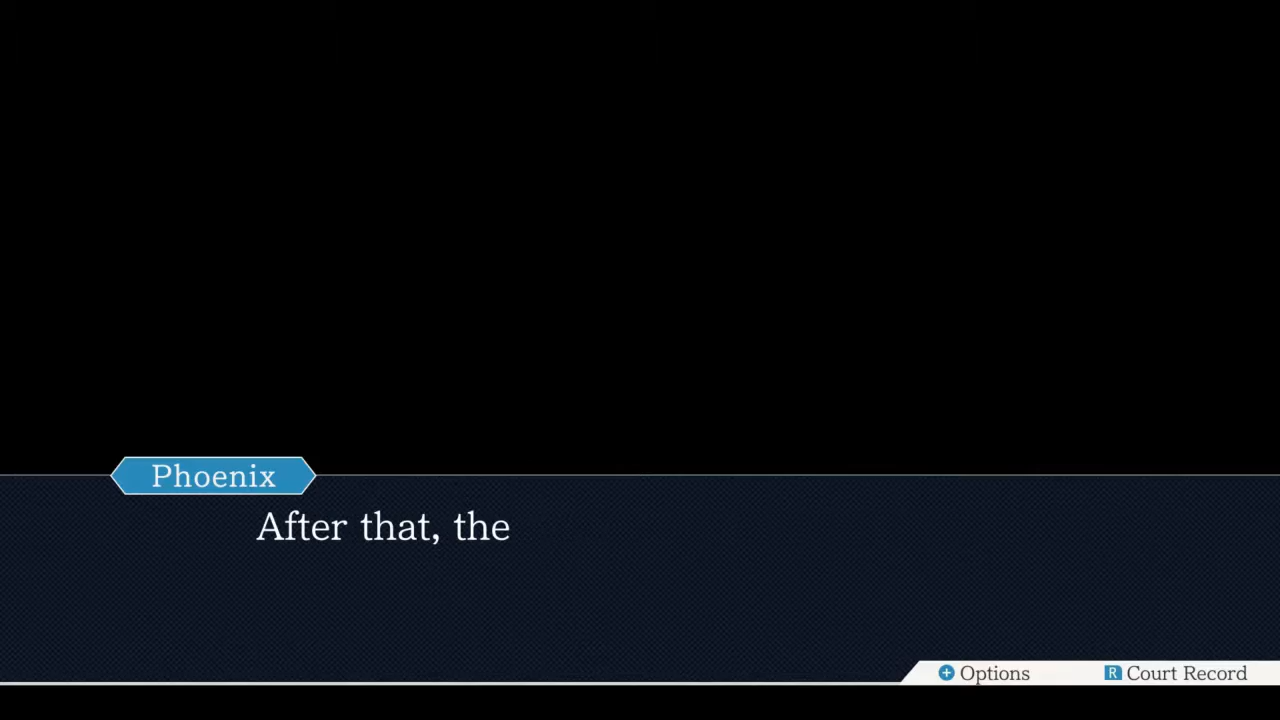 Phoenix
After that, the
+ Options R Court Record